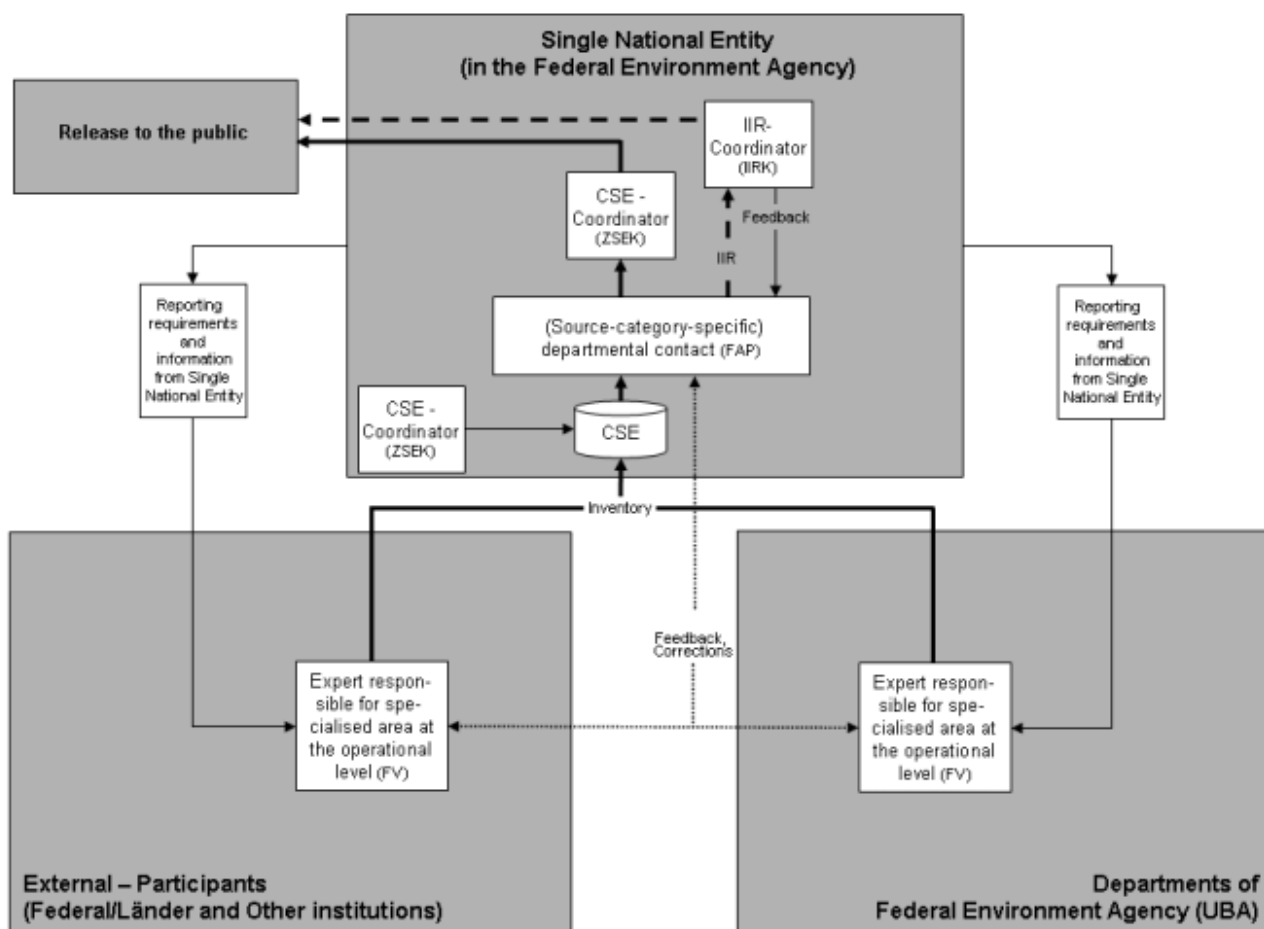 Single National Entity
(in the Federal Environment Agency)
Release to the public
IIR-
Coordinator
(IIRK)
CSE -
Coordinator
(ZSEK)
Feedback
IIR
Reporting
requirements
and
information
from Single
National Entity
(Source-category-specific)
departmental contact (FAP)
Reporting
requirements
and
information
from Single
National Entity
CSE -
Coordinator
(ZSEK)
CSE
Inventory
Feedback,
Corrections
Expert respon-
sible for spe-
cialised area at
the operational
level (FV)
Expert respon-
sible for spe-
cialised area at
the operational
level (FV)
External – Participants
(Federal/Länder and Other institutions)
Departments of
Federal Environment Agency (UBA)